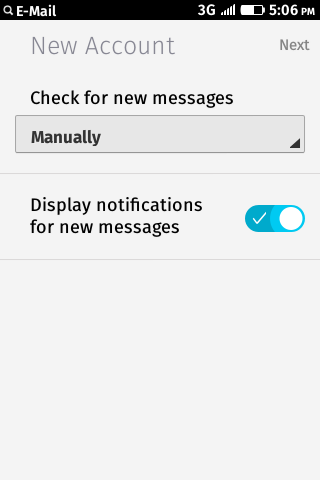 E-Mail 3G 5:06 PM
New Account Next
Check for new messages
Manually
Display notifications
for new messages